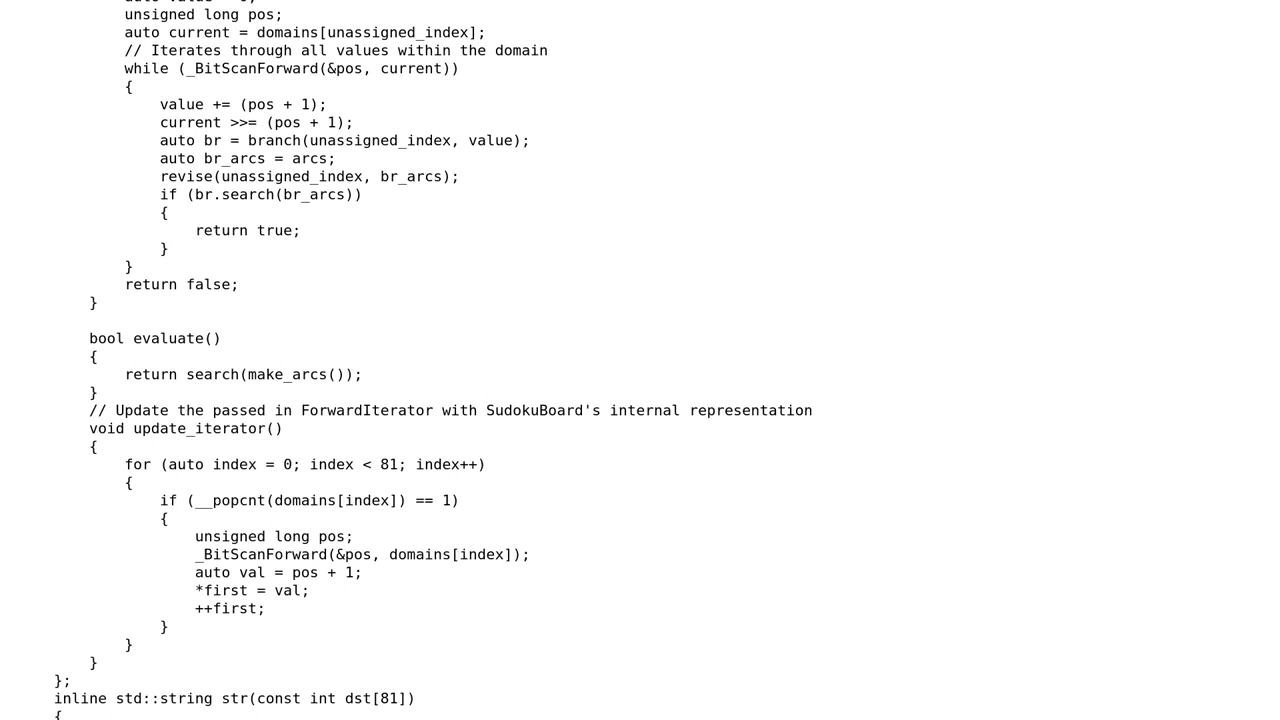 auto value = 0;
unsigned long pos;
auto current = domains[unassigned_index];
// Iterates through all values within the domain
while (_BitScanForward(&pos, current))
{
value += (pos + 1);
current >>= (pos + 1);
auto br = branch(unassigned_index, value);
auto br_arcs = arcs;
revise(unassigned_index, br_arcs);
if (br.search(br_arcs))
{
return true;
}
}
return false;
}
bool evaluate()
{
return search(make_arcs());
}
// Update the passed in ForwardIterator with SudokuBoard's internal representation
void update_iterator()
{
for (auto index = 0; index < 81; index++)
{
if (__popcnt(domains[index]) == 1)
{
unsigned long pos;
_BitScanForward(&pos, domains[index]);
auto val = pos + 1;
*first = val;
++first;
}
}
}
};
inline std::string str(const int dst[81])
{